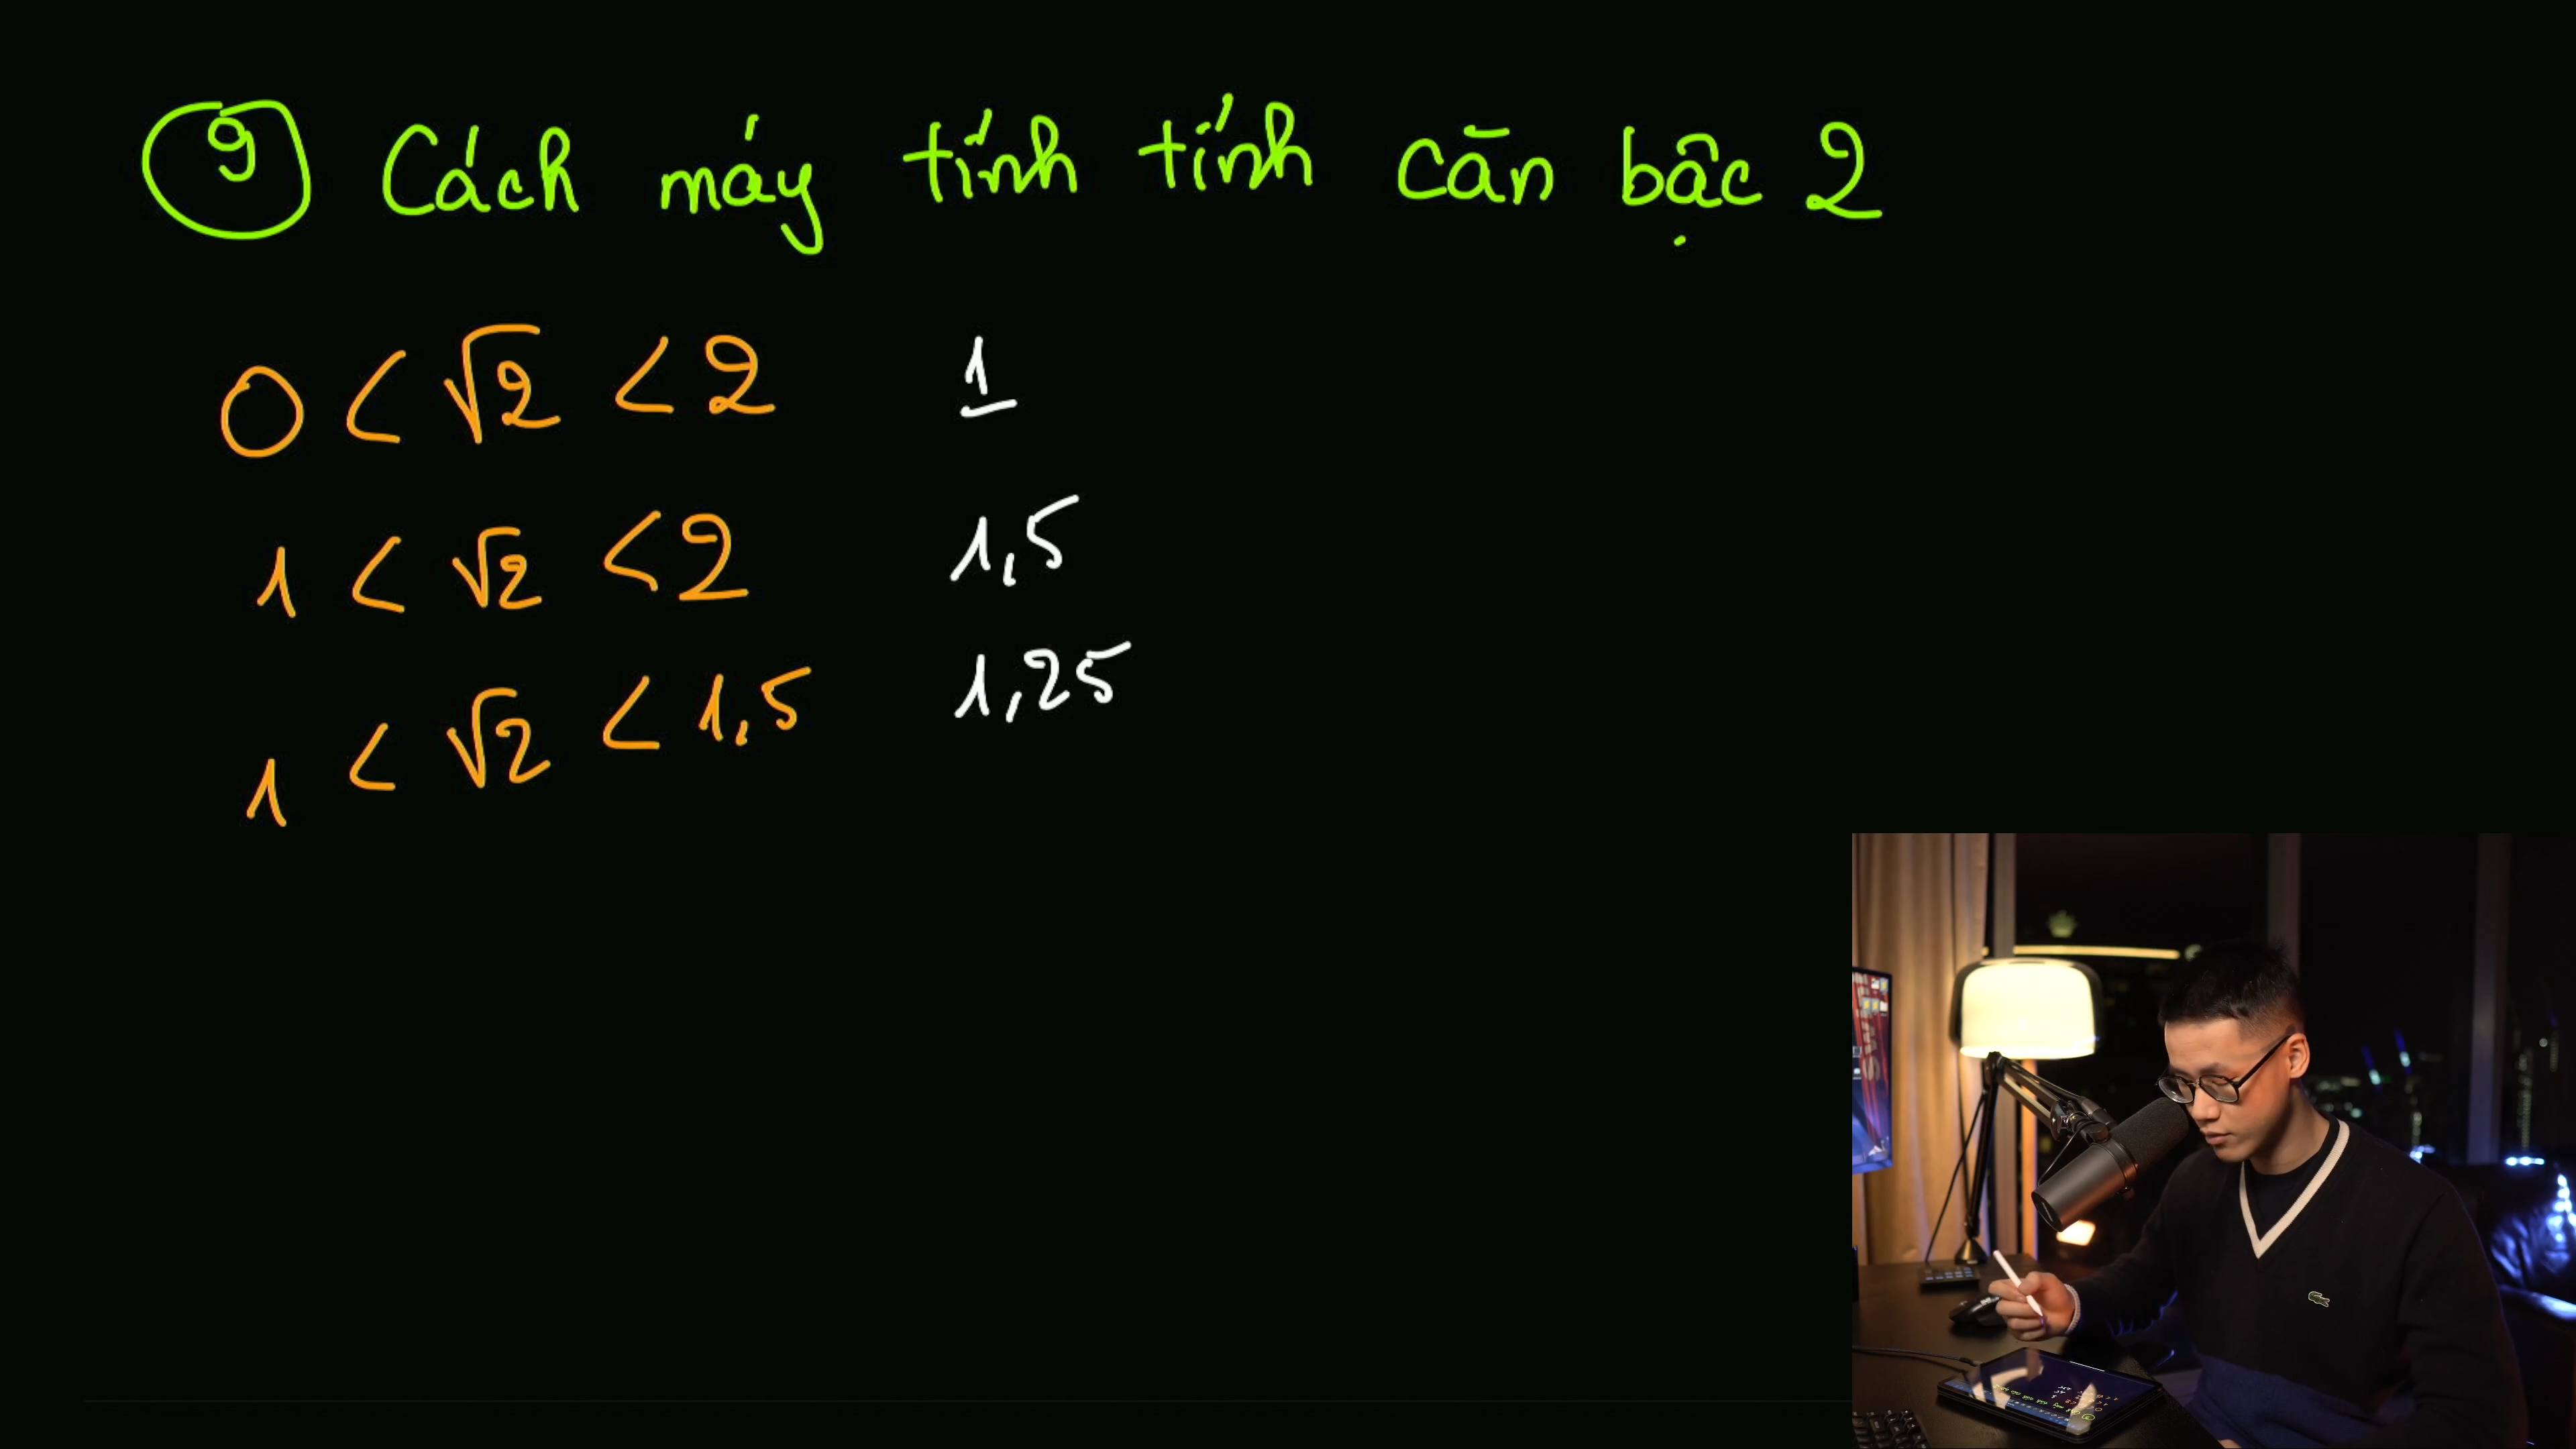 9 Cách máy tính tính căn bậc 2
0 < √2 < 2 1
1 < √2 < 2 1,5
1 < √2 < 1,5 1,25